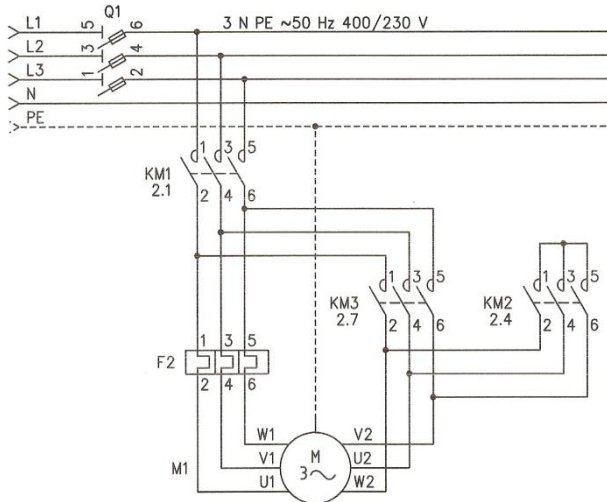 Q1
L1 5 6 3 N PE ~50 Hz 400/230 V
L2 3 4
L3 1 2
N
PE
1 3 5
KM1
2.1
2 4 6
1 3 5
KM3
2.7
2 4 6
1 3 5
KM2
2.4
2 4 6
1 3 5
F2
2 4 6
W1 V2
V1 M U2
M1 3~
U1 W2